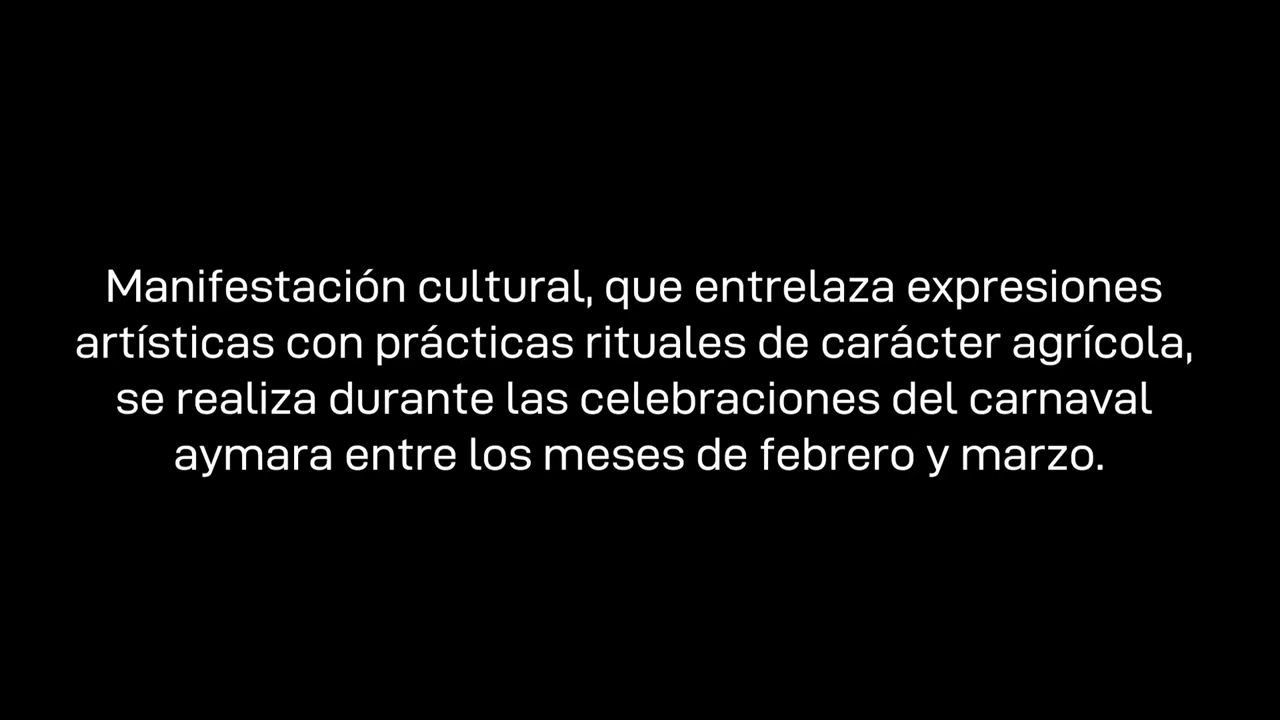 Manifestación cultural, que entrelaza expresiones
artísticas con prácticas rituales de carácter agrícola,
se realiza durante las celebraciones del carnaval
aymara entre los meses de febrero y marzo.